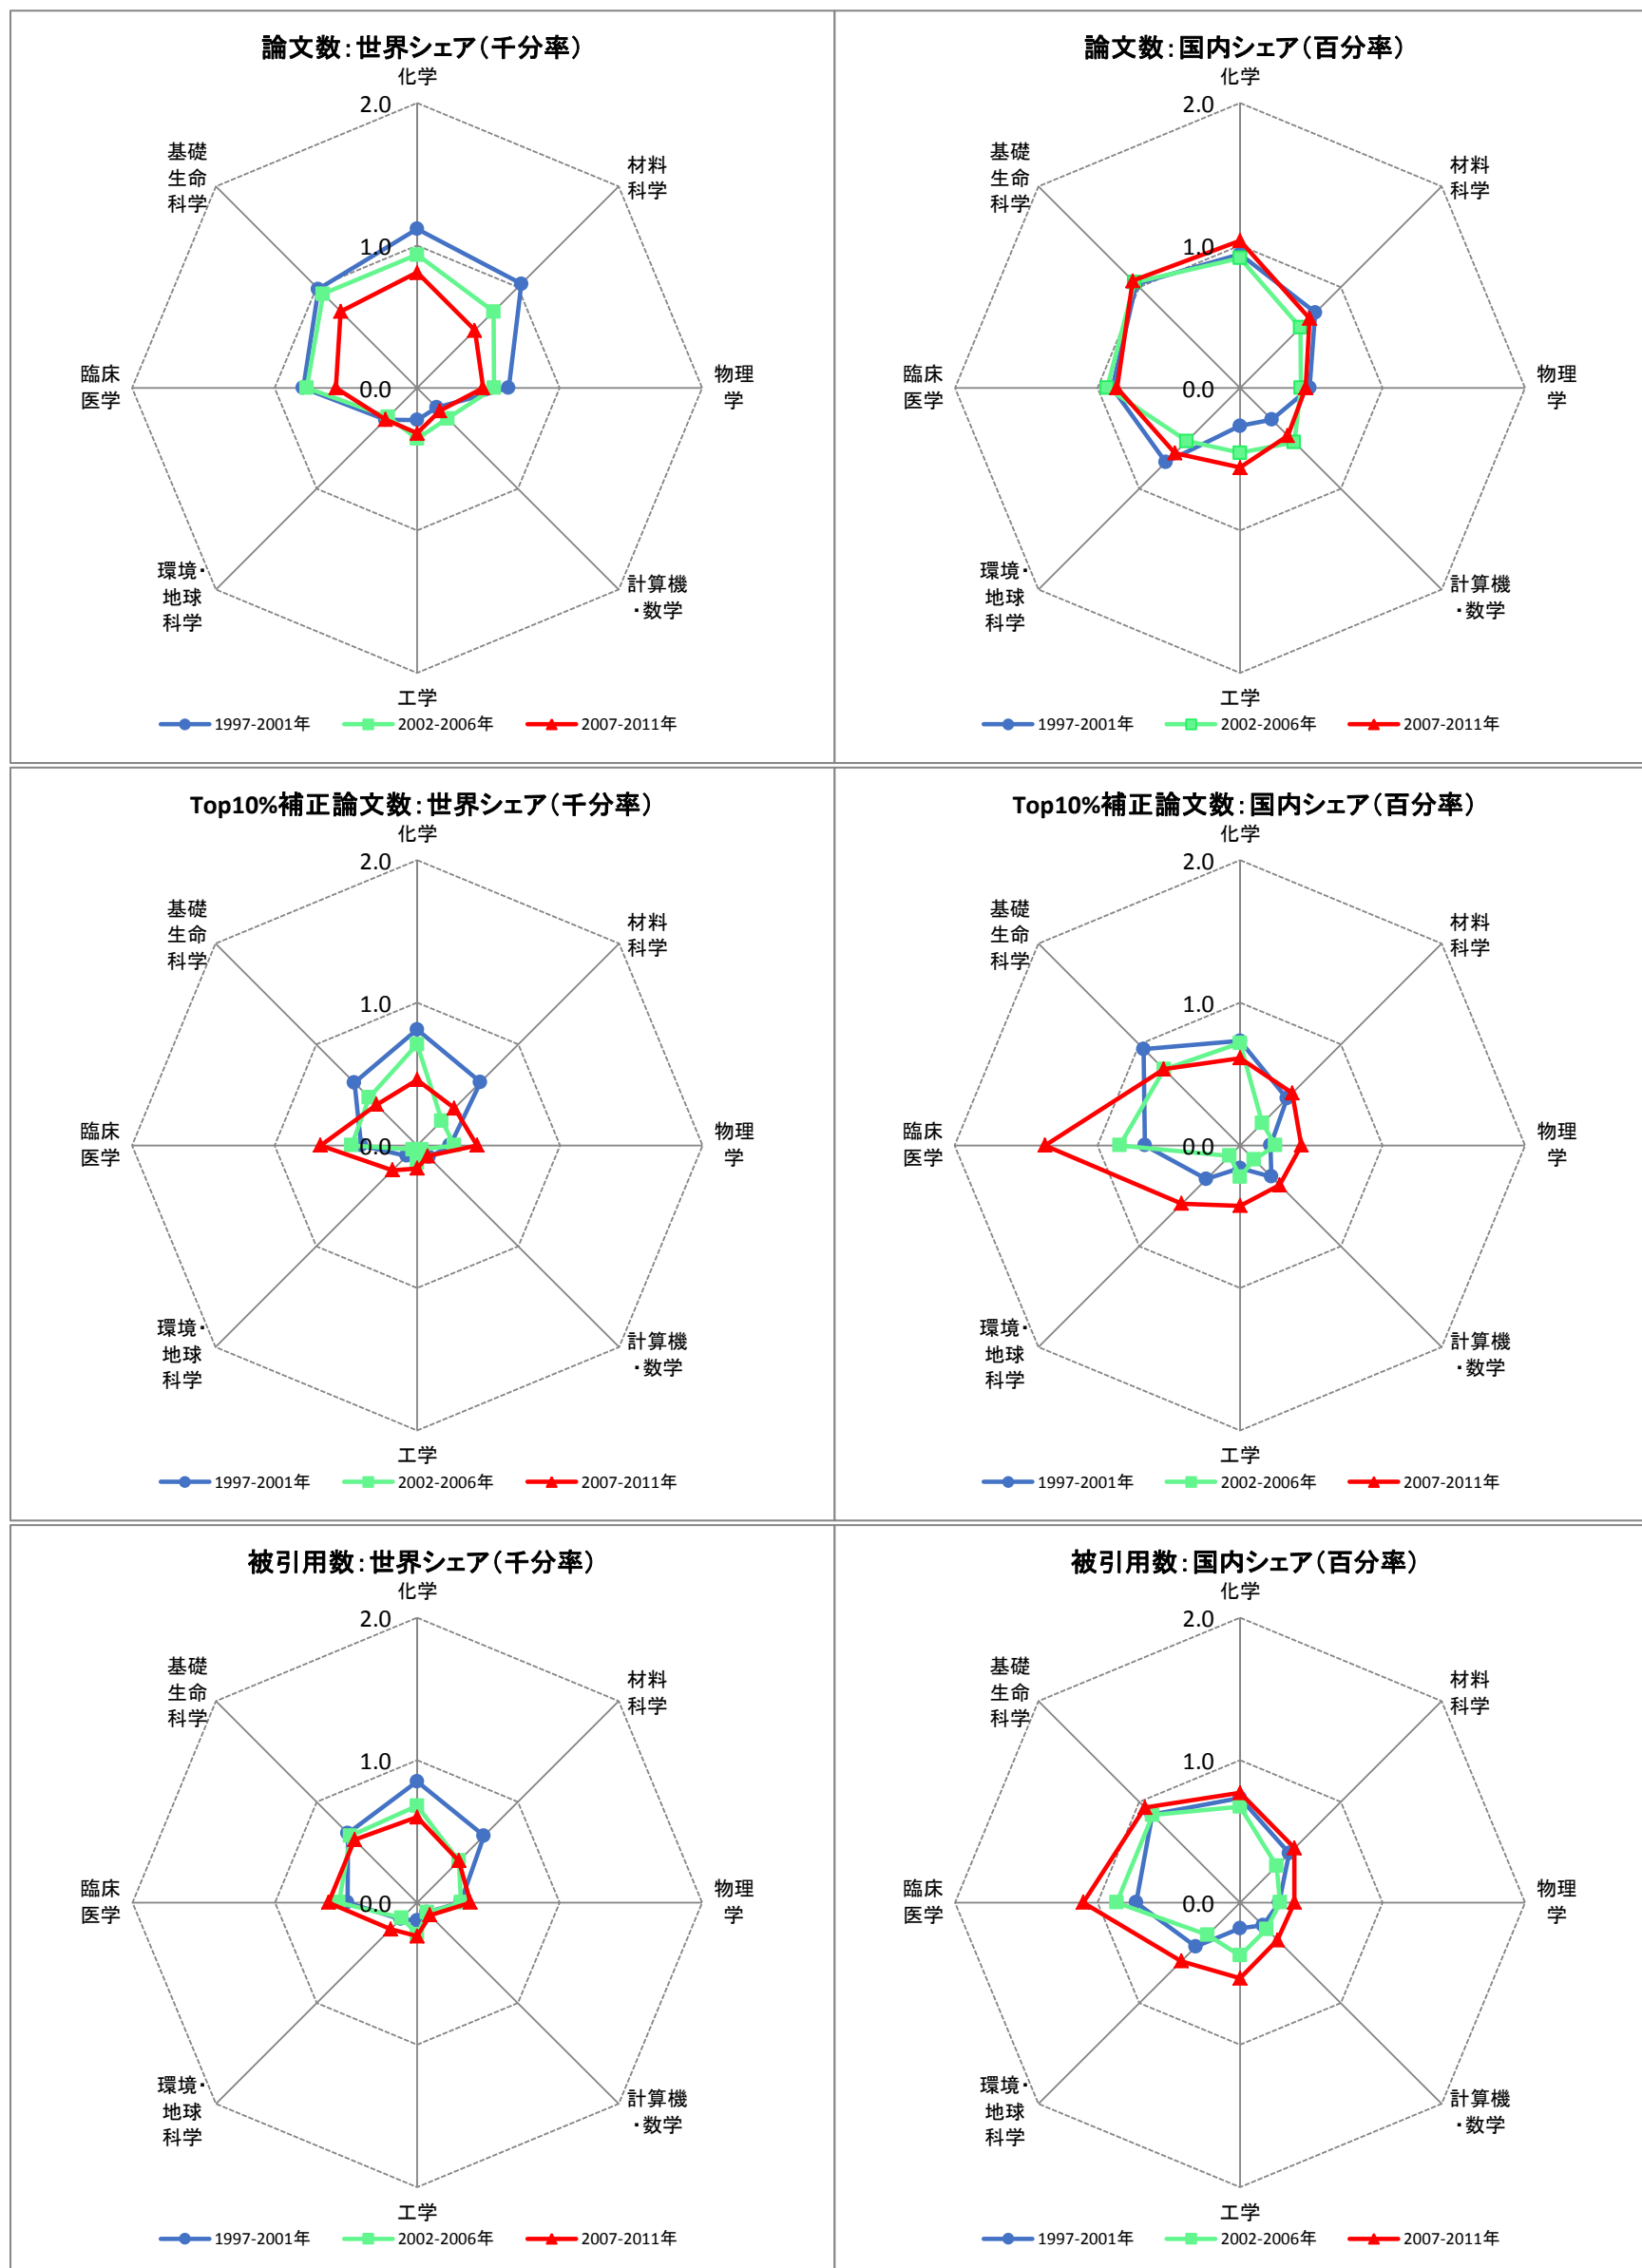 論文数：世界シェア（千分率）
化学
2.0
基礎
生命
科学
材料
科学
1.0
臨床
医学
0.0
物理
学
環境・
地球
科学
計算機
・数学
工学
1997-2001年 2002-2006年 2007-2011年
論文数：国内シェア（百分率）
化学
2.0
基礎
生命
科学
材料
科学
1.0
臨床
医学
0.0
物理
学
環境・
地球
科学
計算機
・数学
工学
1997-2001年 2002-2006年 2007-2011年
Top10%補正論文数：世界シェア（千分率）
化学
2.0
基礎
生命
科学
材料
科学
1.0
臨床
医学
0.0
物理
学
環境・
地球
科学
計算機
・数学
工学
1997-2001年 2002-2006年 2007-2011年
Top10%補正論文数：国内シェア（百分率）
化学
2.0
基礎
生命
科学
材料
科学
1.0
臨床
医学
0.0
物理
学
環境・
地球
科学
計算機
・数学
工学
1997-2001年 2002-2006年 2007-2011年
被引用数：世界シェア（千分率）
化学
2.0
基礎
生命
科学
材料
科学
1.0
臨床
医学
0.0
物理
学
環境・
地球
科学
計算機
・数学
工学
1997-2001年 2002-2006年 2007-2011年
被引用数：国内シェア（百分率）
化学
2.0
基礎
生命
科学
材料
科学
1.0
臨床
医学
0.0
物理
学
環境・
地球
科学
計算機
・数学
工学
1997-2001年 2002-2006年 2007-2011年